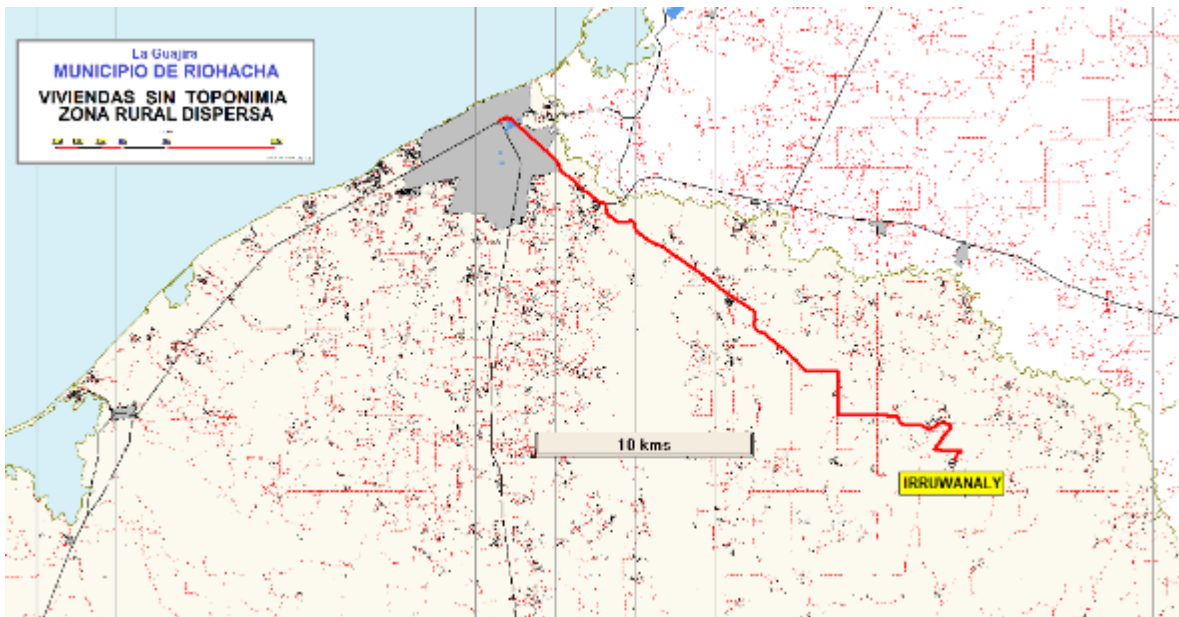 La Guajira
MUNICIPIO DE RIOHACHA
VIVIENDAS SIN TOPONIMIA
ZONA RURAL DISPERSA
10 kms
IRRUWANALY